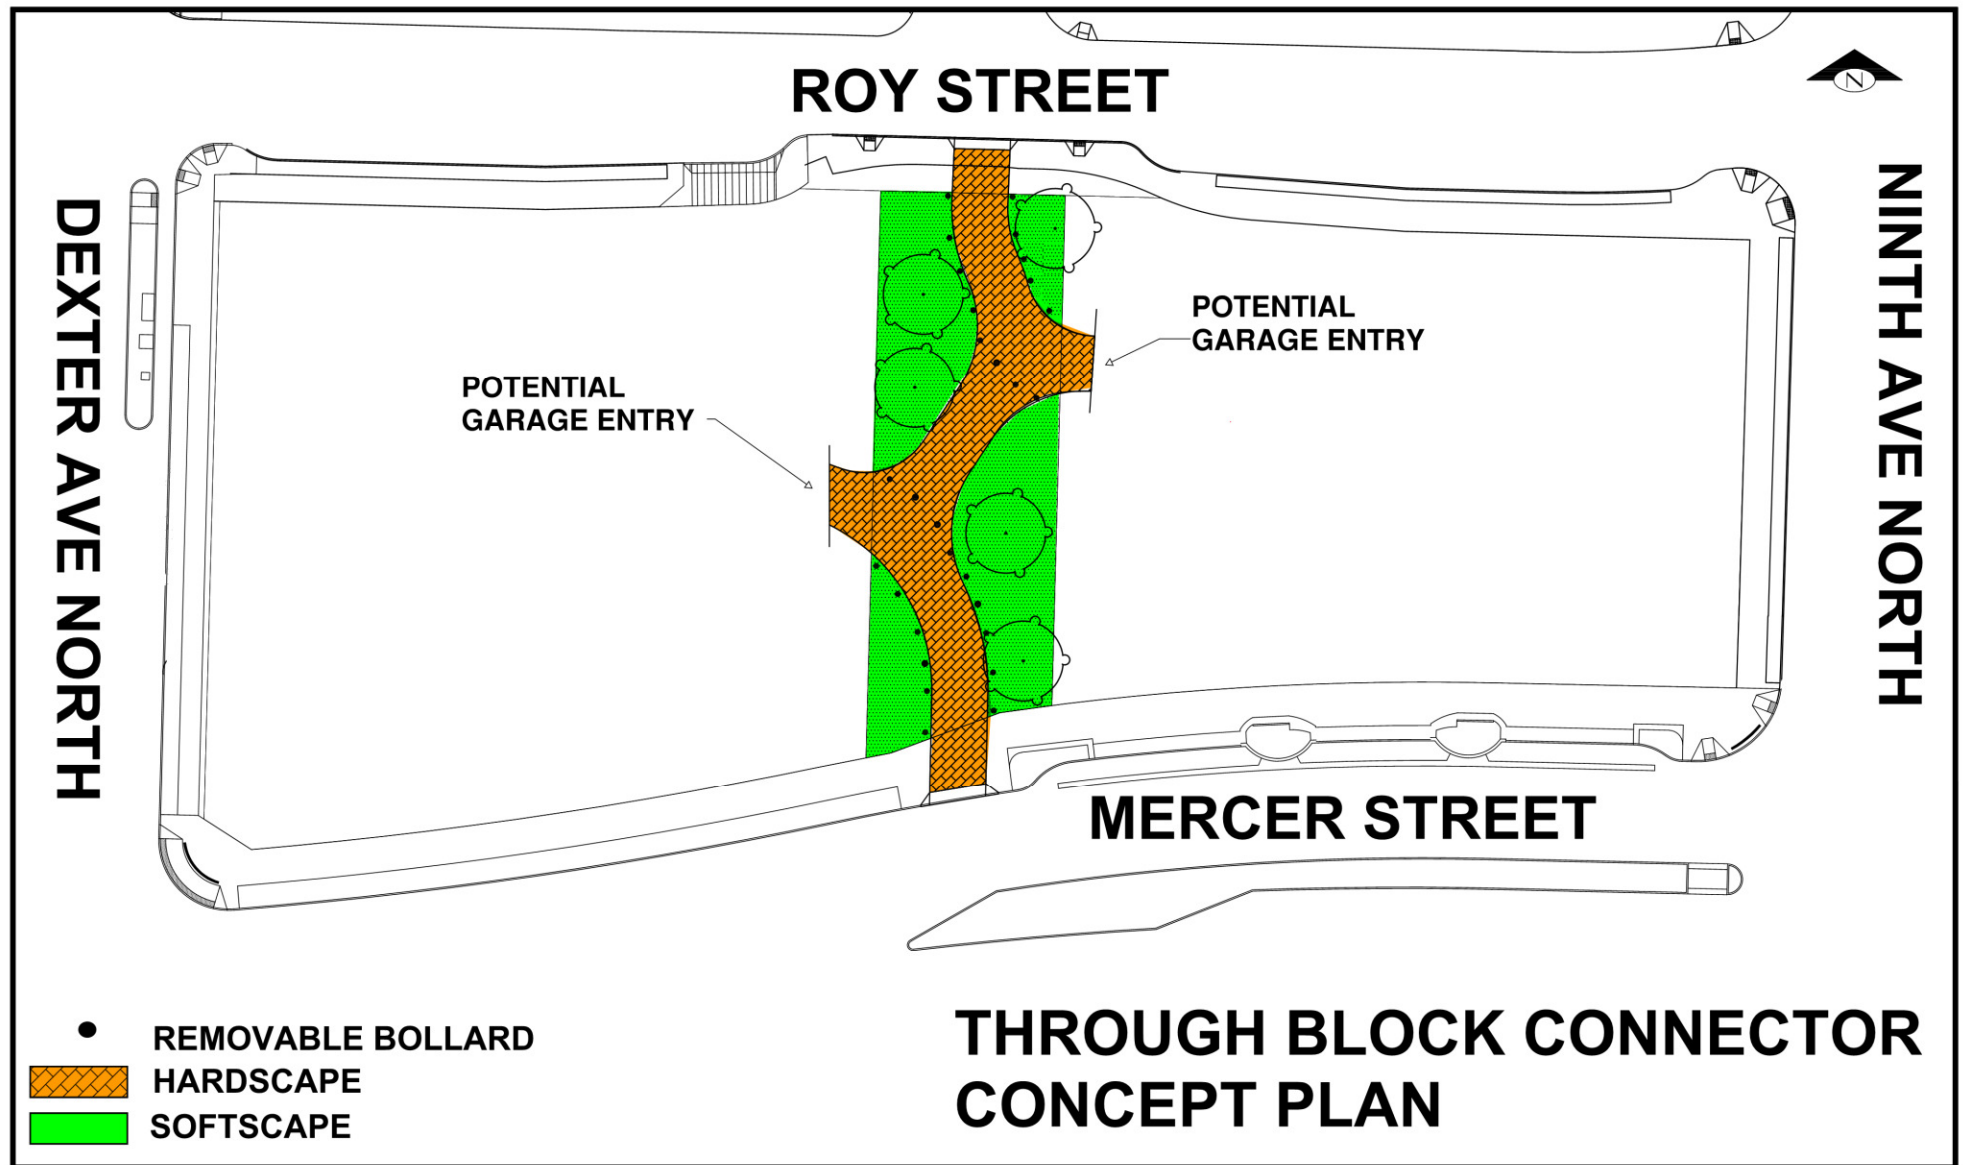 ROY STREET
N
DEXTER AVE NORTH
NINTH AVE NORTH
POTENTIAL
GARAGE ENTRY
POTENTIAL
GARAGE ENTRY
MERCER STREET
REMOVABLE BOLLARD
HARDSCAPE
SOFTSCAPE
THROUGH BLOCK CONNECTOR
CONCEPT PLAN